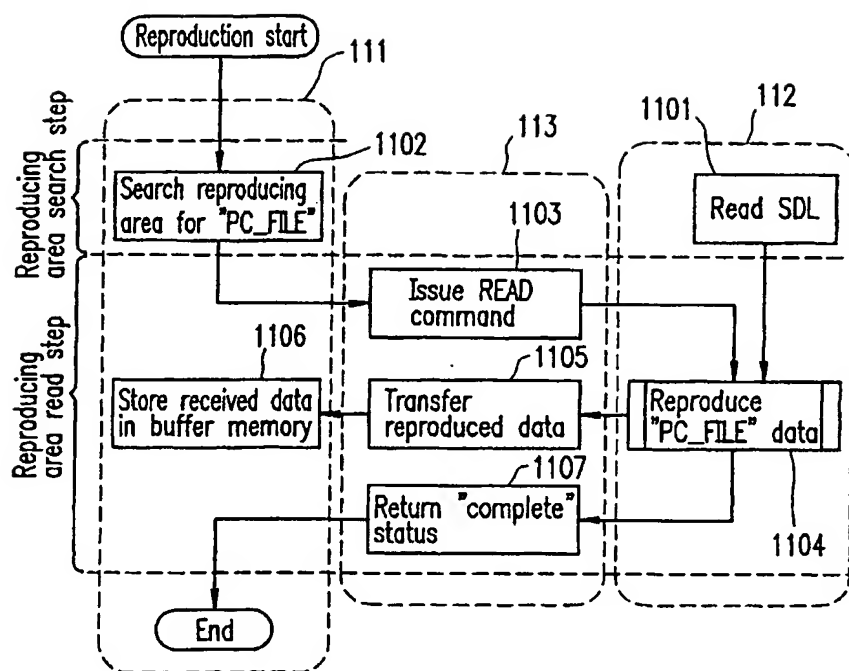 Reproduction start
111
112
113
1101
1102
1103
Reproducing
area search step
Search reproducing
area for "PC_FILE"
Read SDL
Issue READ
command
Reproducing
area read step
1106
1105
Store received data
in buffer memory
Transfer
reproduced data
Reproduce
"PC_FILE" data
1107
1104
Return "complete"
status
End